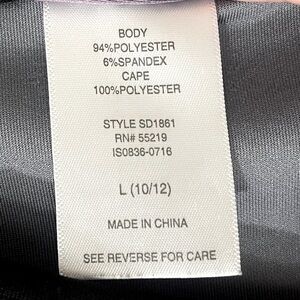 BODY
94%POLYESTER
6%SPANDEX
CAPE
100%POLYESTER
STYLE SD1861
RN# 55219
IS0836-0716
L (10/12)
MADE IN CHINA
SEE REVERSE FOR CARE